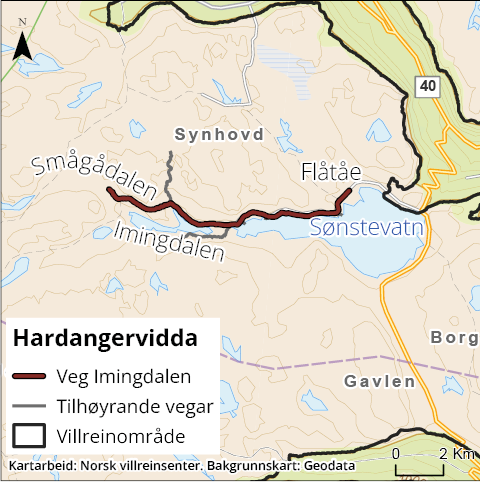 N
40
Synhovd
Smågådalen
Flåtåe
Imingdalen
Sønstevatn
Hardangervidda
Borg
Veg Imingdalen
Gavlen
Tilhøyrande vegar
Villreinområde
0 2 Km
Kartarbeid: Norsk villreinsenter. Bakgrunnskart: Geodata